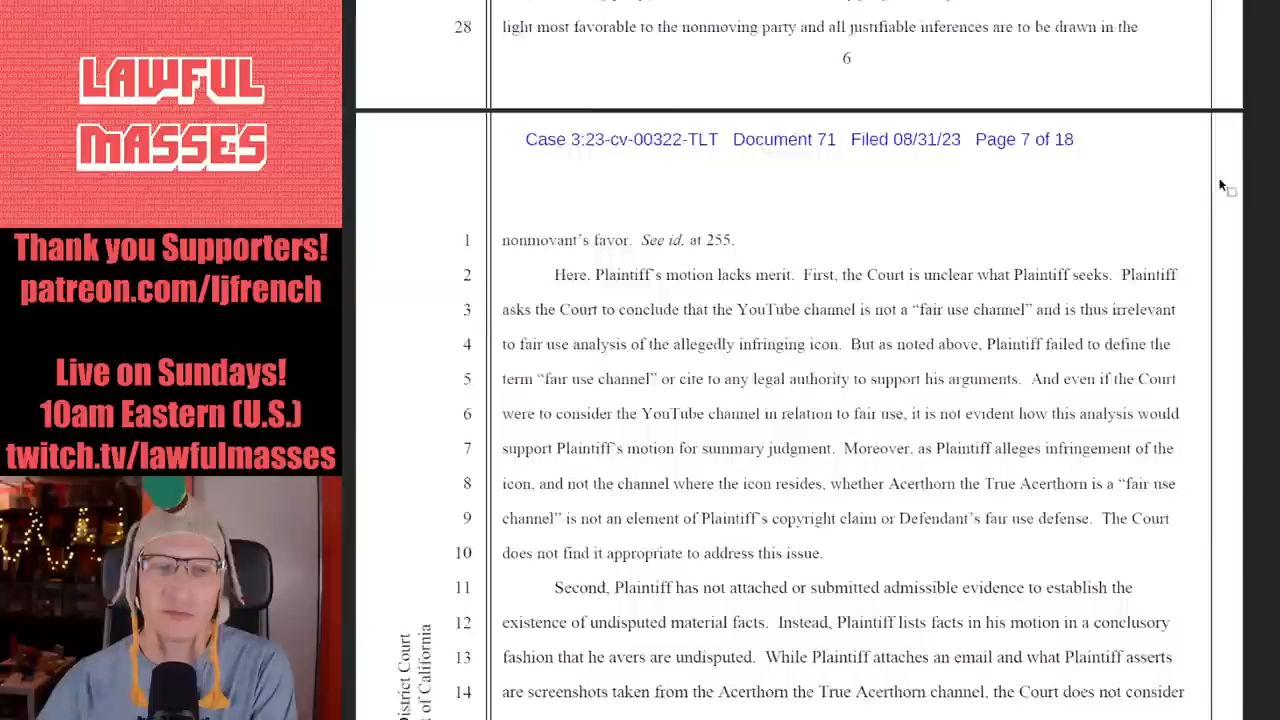 LAWFUL
MASSES
Thank you Supporters!
patreon.com/ljfrench
Live on Sundays!
10am Eastern (U.S.)
twitch.tv/lawfulmasses
28 light most favorable to the nonmoving party and all justifiable inferences are to be drawn in the
6
Case 3:23-cv-00322-TLT Document 71 Filed 08/31/23 Page 7 of 18
1 nonmovant's favor. See id. at 255.
2 Here. Plaintiff's motion lacks merit. First, the Court is unclear what Plaintiff seeks. Plaintiff
3 asks the Court to conclude that the YouTube channel is not a “fair use channel” and is thus irrelevant
4 to fair use analysis of the allegedly infringing icon. But as noted above, Plaintiff failed to define the
5 term “fair use channel” or cite to any legal authority to support his arguments. And even if the Court
6 were to consider the YouTube channel in relation to fair use, it is not evident how this analysis would
7 support Plaintiff's motion for summary judgment. Moreover, as Plaintiff alleges infringement of the
8 icon, and not the channel where the icon resides, whether Acerthorn the True Acerthorn is a “fair use
9 channel” is not an element of Plaintiff's copyright claim or Defendant's fair use defense. The Court
10 does not find it appropriate to address this issue.
11 Second, Plaintiff has not attached or submitted admissible evidence to establish the
12 existence of undisputed material facts. Instead, Plaintiff lists facts in his motion in a conclusory
13 fashion that he avers are undisputed. While Plaintiff attaches an email and what Plaintiff asserts
14 are screenshots taken from the Acerthorn the True Acerthorn channel, the Court does not consider
District Court
of California